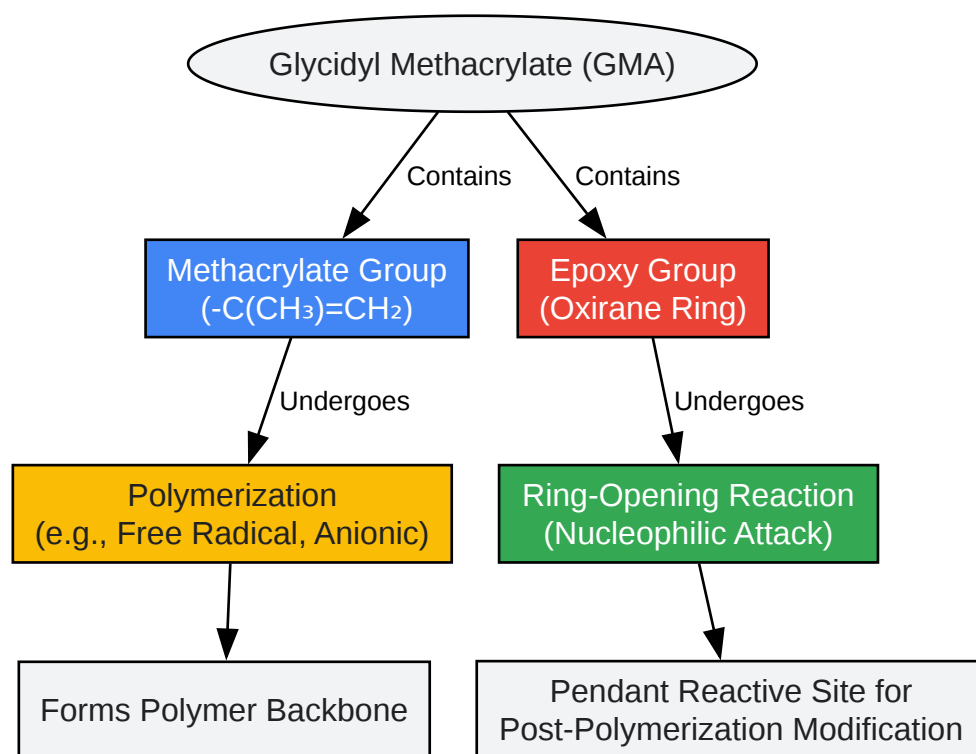 Glycidyl Methacrylate (GMA)
Contains
Contains
Methacrylate Group
(-C(CH₃)=CH₂)
Epoxy Group
(Oxirane Ring)
Undergoes
Undergoes
Polymerization
(e.g., Free Radical, Anionic)
Ring-Opening Reaction
(Nucleophilic Attack)
Forms Polymer Backbone
Pendant Reactive Site for
Post-Polymerization Modification